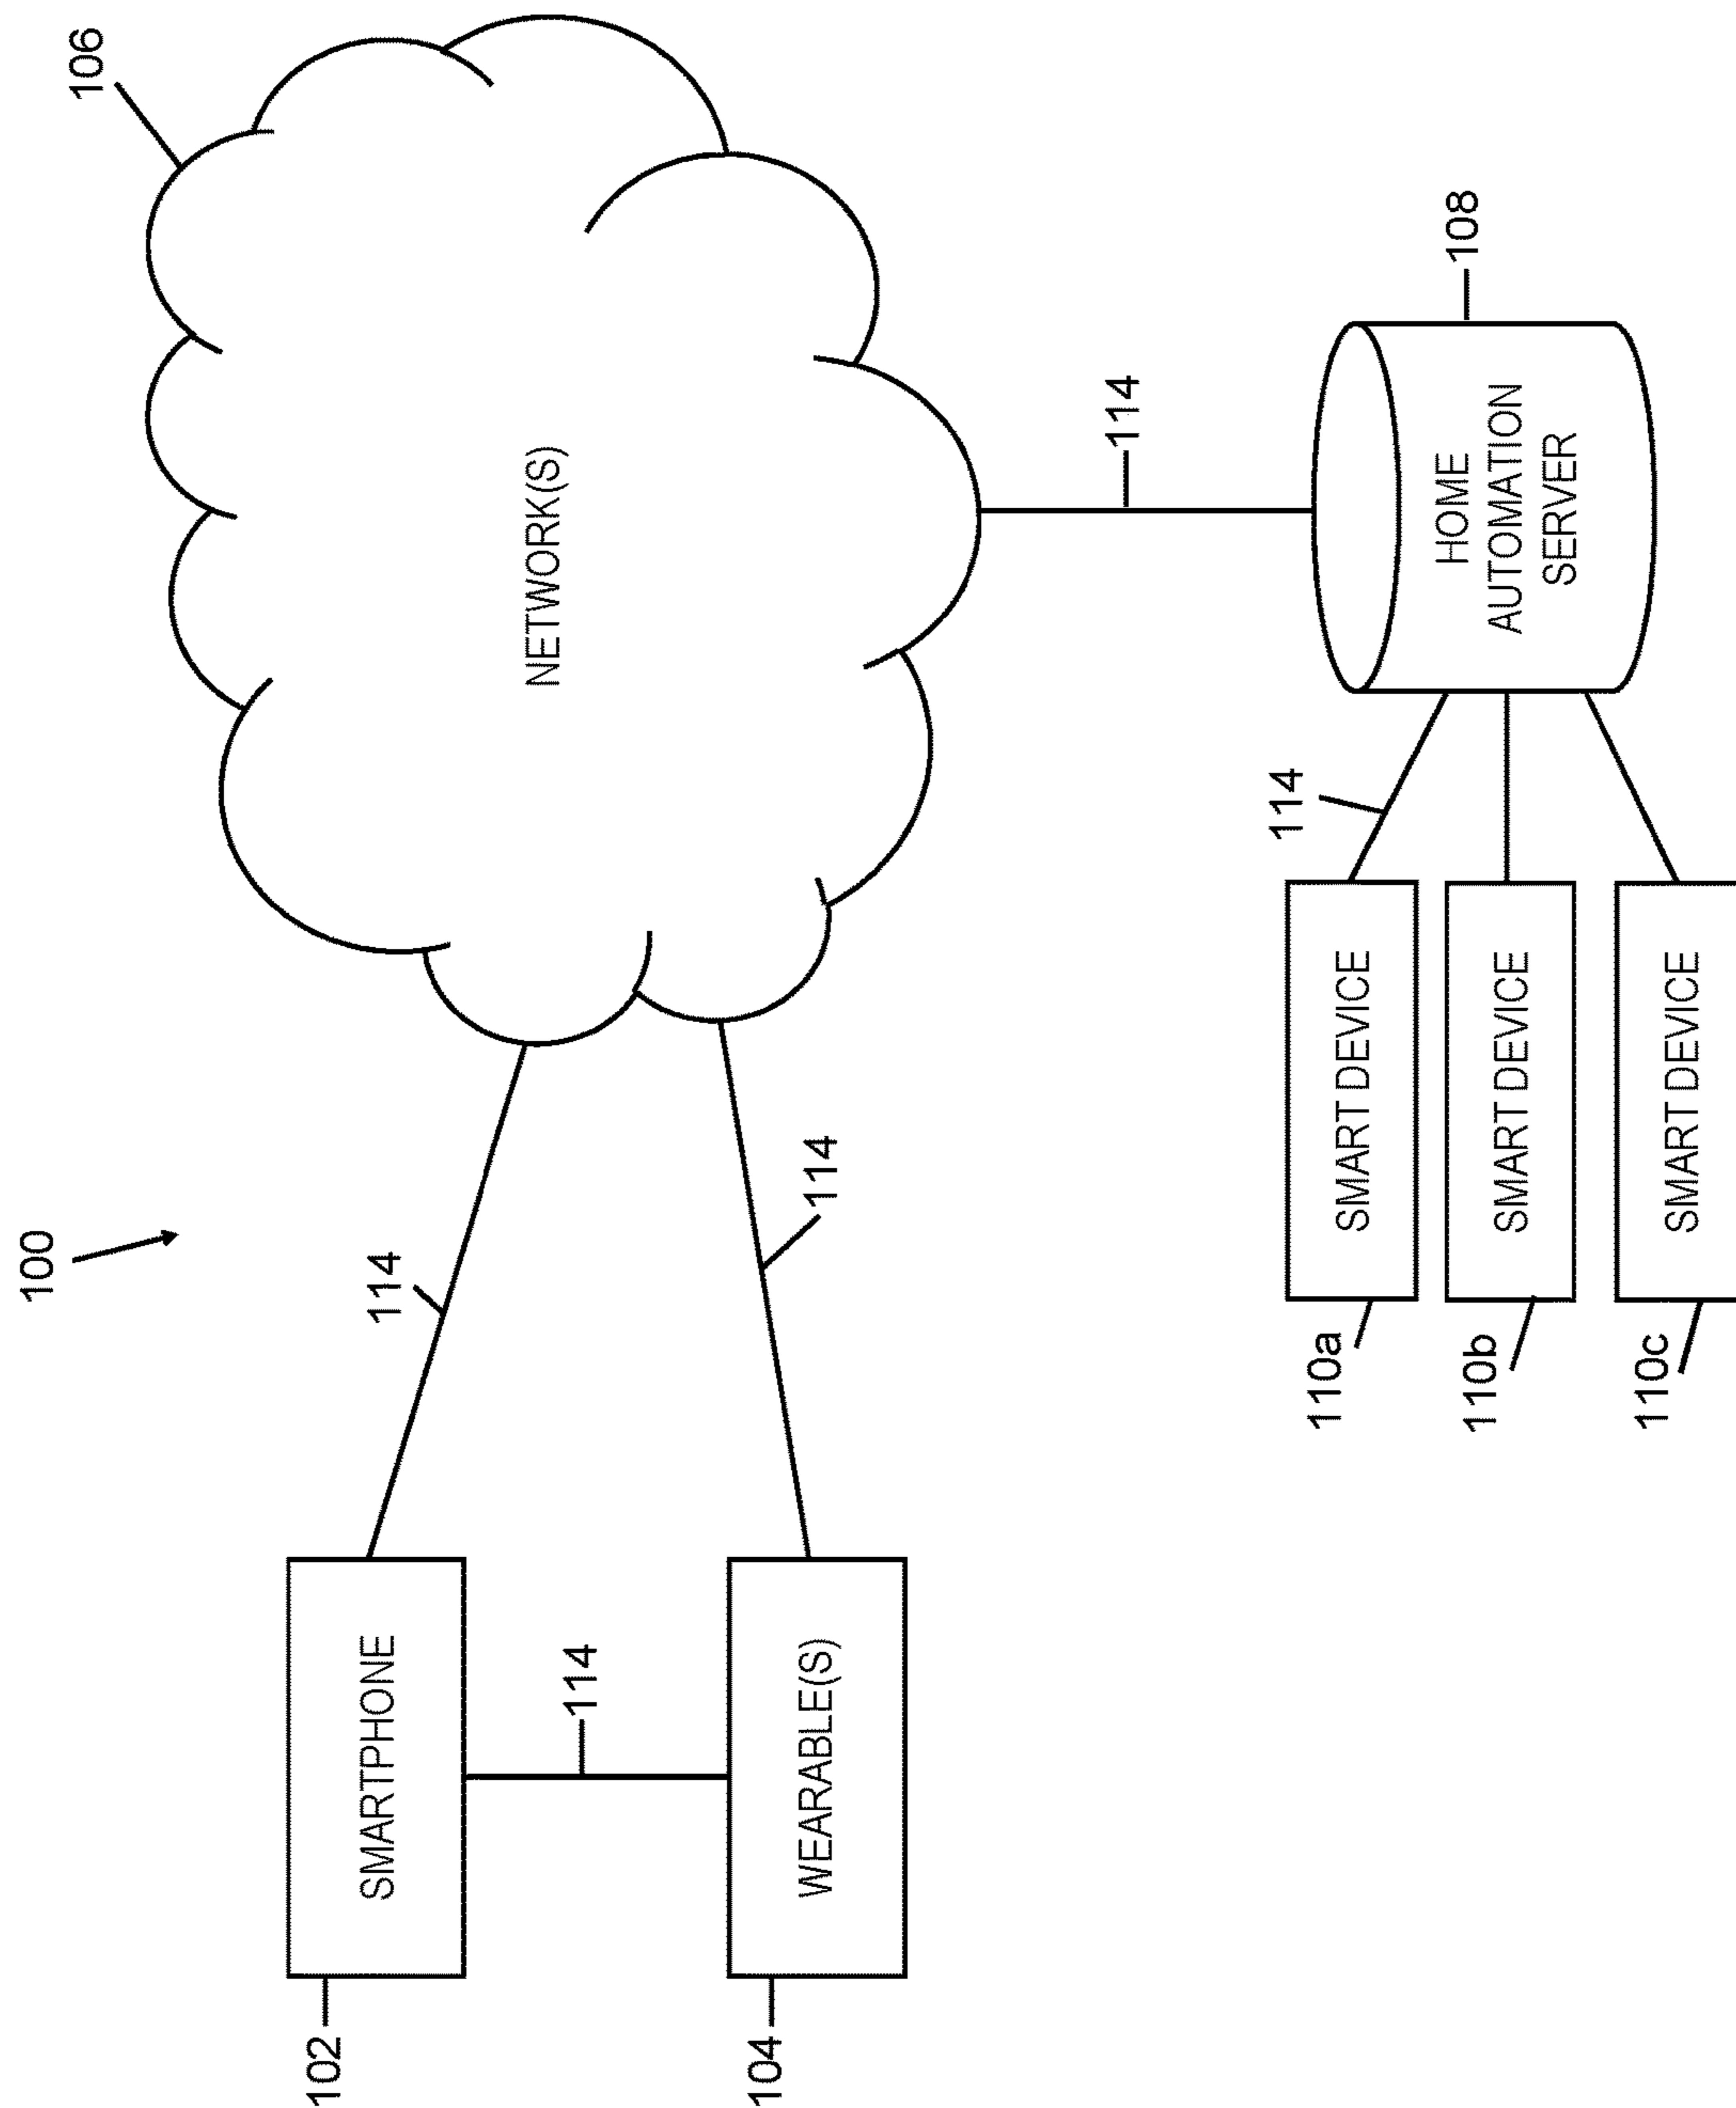 100
106
102
SMARTPHONE
114
NETWORK(S)
114
104
WEARABLE(S)
114
114
110a
SMART DEVICE
114
108
110b
SMART DEVICE
HOME
AUTOMATION
SERVER
110c
SMART DEVICE